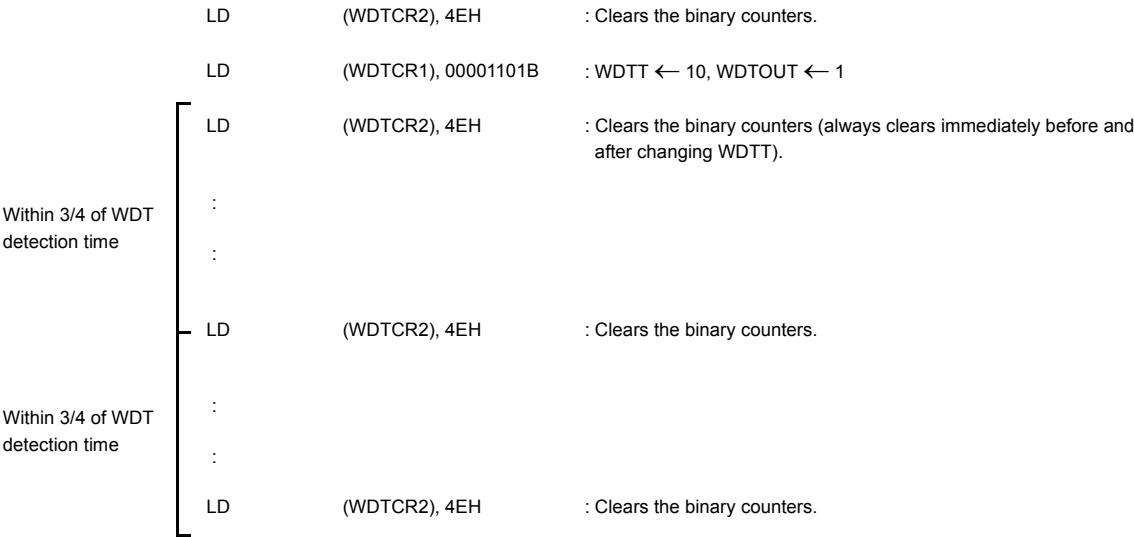 LD (WDTCR2), 4EH : Clears the binary counters.
LD (WDTCR1), 00001101B : WDTT ← 10, WDTOUT ← 1
LD (WDTCR2), 4EH : Clears the binary counters (always clears immediately before and
after changing WDTT).
Within 3/4 of WDT
detection time
:
:
LD (WDTCR2), 4EH : Clears the binary counters.
Within 3/4 of WDT
detection time
:
:
LD (WDTCR2), 4EH : Clears the binary counters.